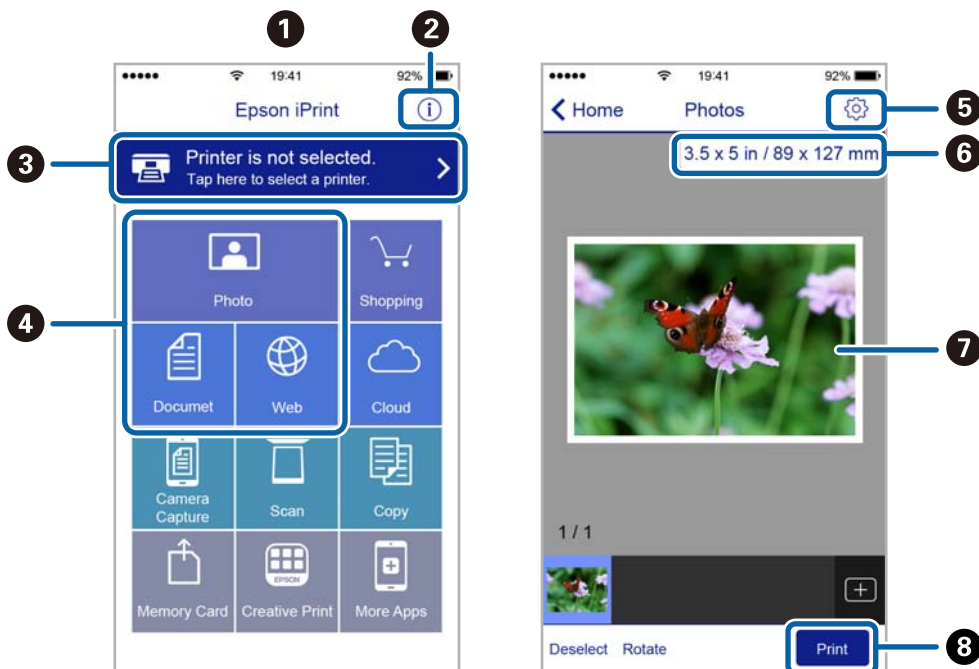 1
2
19:41
92%
Epson iPrint
3
Printer is not selected.
Tap here to select a printer.
4
Photo
Shopping
Documet
Web
Cloud
Camera
Capture
Scan
Copy
EPSON
Memory Card
Creative Print
More Apps
19:41
92%
Home
Photos
5
3.5 x 5 in / 89 x 127 mm
6
7
1 / 1
Deselect Rotate
Print
8